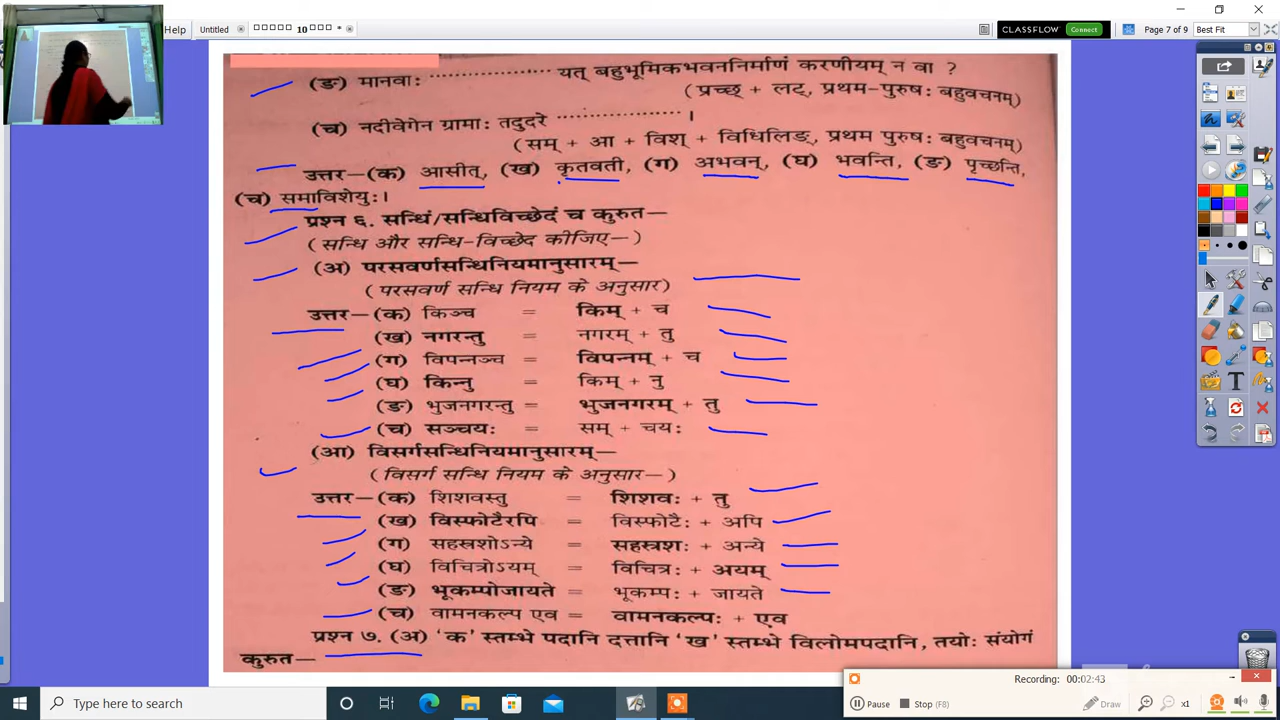 Help
Untitled
10 *
CLASSFLOW Connect
Page 7 of 9
Best Fit
(ङ) मानवाः ........................ यत् बहुभूमिकभवननिर्माणं करणीयम् न वा ?
(प्रच्छ् + लट्, प्रथम-पुरुषः बहुवचनम्)
(च) नदीवेगेन ग्रामाः तदुदरे ........................ ।
(सम् + आ + विश् + विधिलिङ्, प्रथम पुरुषः बहुवचनम्)
उत्तर–(क) आसीत्, (ख) कृतवती, (ग) अभवन्, (घ) भवन्ति, (ङ) पृच्छन्ति,
(च) समाविशेयुः।
प्रश्न ६. सन्धिं/सन्धिविच्छेदं च कुरुत–
(सन्धि और सन्धि-विच्छेद कीजिए–)
(अ) परसवर्णसन्धिनियमानुसारम्–
(परसवर्ण सन्धि नियम के अनुसार)
उत्तर–(क) किञ्च = किम् + च
(ख) नगरन्तु = नगरम् + तु
(ग) विपन्नञ्च = विपन्नम् + च
(घ) किन्नु = किम् + नु
(ङ) भुजनगरन्तु = भुजनगरम् + तु
(च) सञ्चयः = सम् + चयः
(आ) विसर्गसन्धिनियमानुसारम्–
(विसर्ग सन्धि नियम के अनुसार–)
उत्तर–(क) शिशवस्तु = शिशवः + तु
(ख) विस्फोटैरपि = विस्फोटैः + अपि
(ग) सहस्त्रशोऽन्ये = सहस्त्रशः + अन्ये
(घ) विचित्रोऽयम् = विचित्रः + अयम्
(ङ) भूकम्पोजायते = भूकम्पः + जायते
(च) वामनकल्प एव = वामनकल्पः + एव
प्रश्न ७. (अ) 'क' स्तम्भे पदानि दत्तानि 'ख' स्तम्भे विलोमपदानि, तयोः संयोगं
कुरुत–
Recording: 00:02:43
Pause
Stop (F8)
Draw
x1
Type here to search